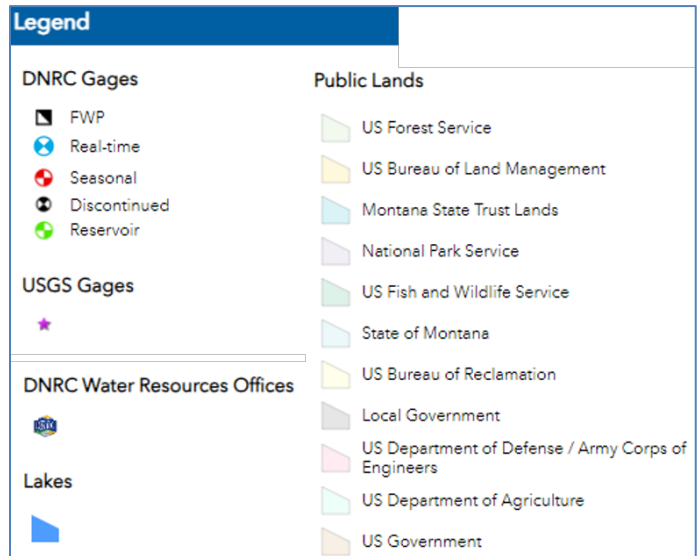 Legend
DNRC Gages
FWP
Real-time
Seasonal
Discontinued
Reservoir
USGS Gages
DNRC Water Resources Offices
Lakes
Public Lands
US Forest Service
US Bureau of Land Management
Montana State Trust Lands
National Park Service
US Fish and Wildlife Service
State of Montana
US Bureau of Reclamation
Local Government
US Department of Defense / Army Corps of
Engineers
US Department of Agriculture
US Government